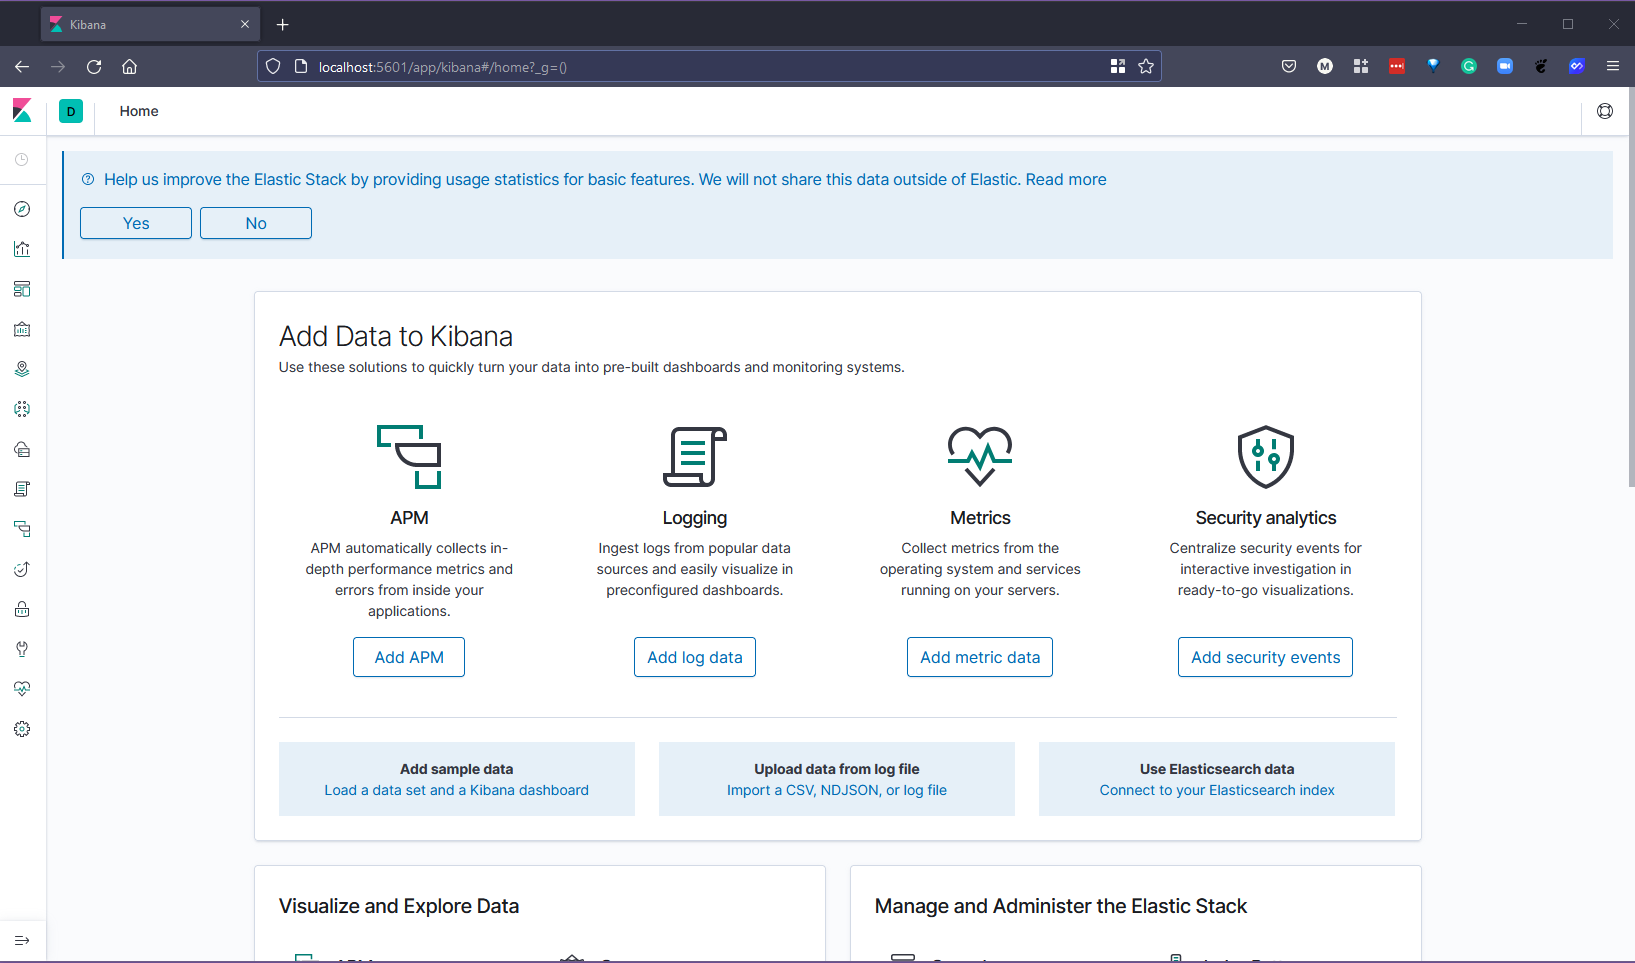 Kibana
localhost:5601/app/kibana#/home?_g=()
M
D
Home
Help us improve the Elastic Stack by providing usage statistics for basic features. We will not share this data outside of Elastic. Read more
Yes
No
Add Data to Kibana
Use these solutions to quickly turn your data into pre-built dashboards and monitoring systems.
APM
APM automatically collects in-
depth performance metrics and
errors from inside your
applications.
Add APM
Logging
Ingest logs from popular data
sources and easily visualize in
preconfigured dashboards.
Add log data
Metrics
Collect metrics from the
operating system and services
running on your servers.
Add metric data
Security analytics
Centralize security events for
interactive investigation in
ready-to-go visualizations.
Add security events
Add sample data
Load a data set and a Kibana dashboard
Upload data from log file
Import a CSV, NDJSON, or log file
Use Elasticsearch data
Connect to your Elasticsearch index
Visualize and Explore Data
Manage and Administer the Elastic Stack